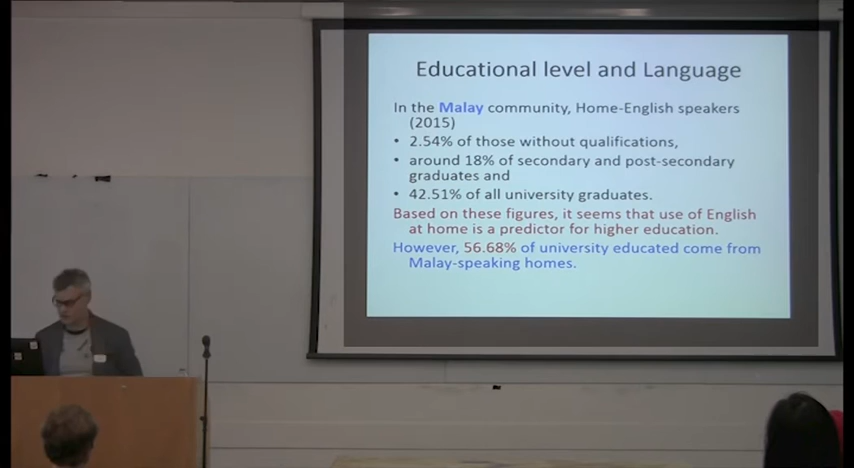 Educational level and Language
In the Malay community, Home-English speakers
(2015)
• 2.54% of those without qualifications,
• around 18% of secondary and post-secondary
graduates and
• 42.51% of all university graduates.
Based on these figures, it seems that use of English
at home is a predictor for higher education.
However, 56.68% of university educated come from
Malay-speaking homes.